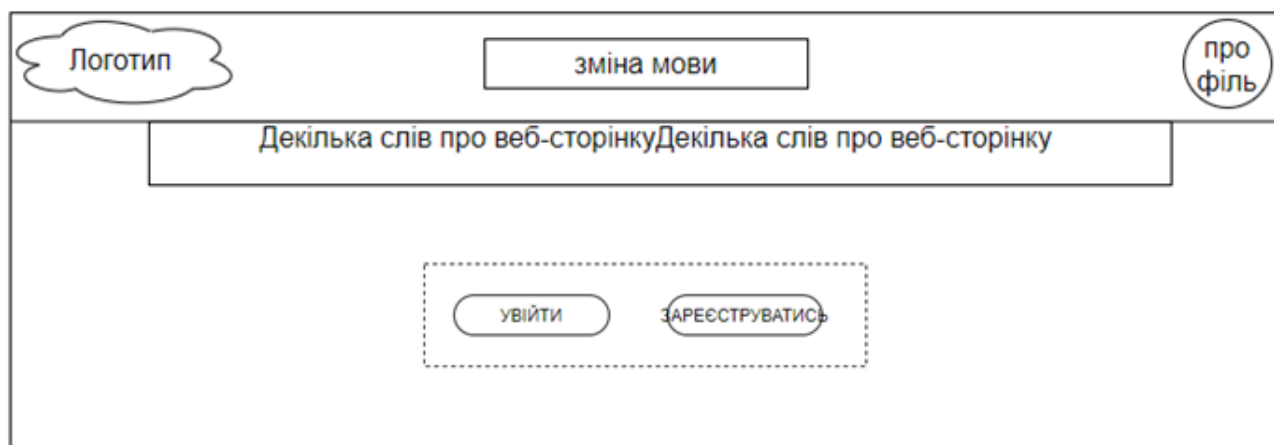 Логотип
зміна мови
про
філь
Декілька слів про веб-сторінкуДекілька слів про веб-сторінку
УВІЙТИ
ЗАРЕЄСТРУВАТИСЬ